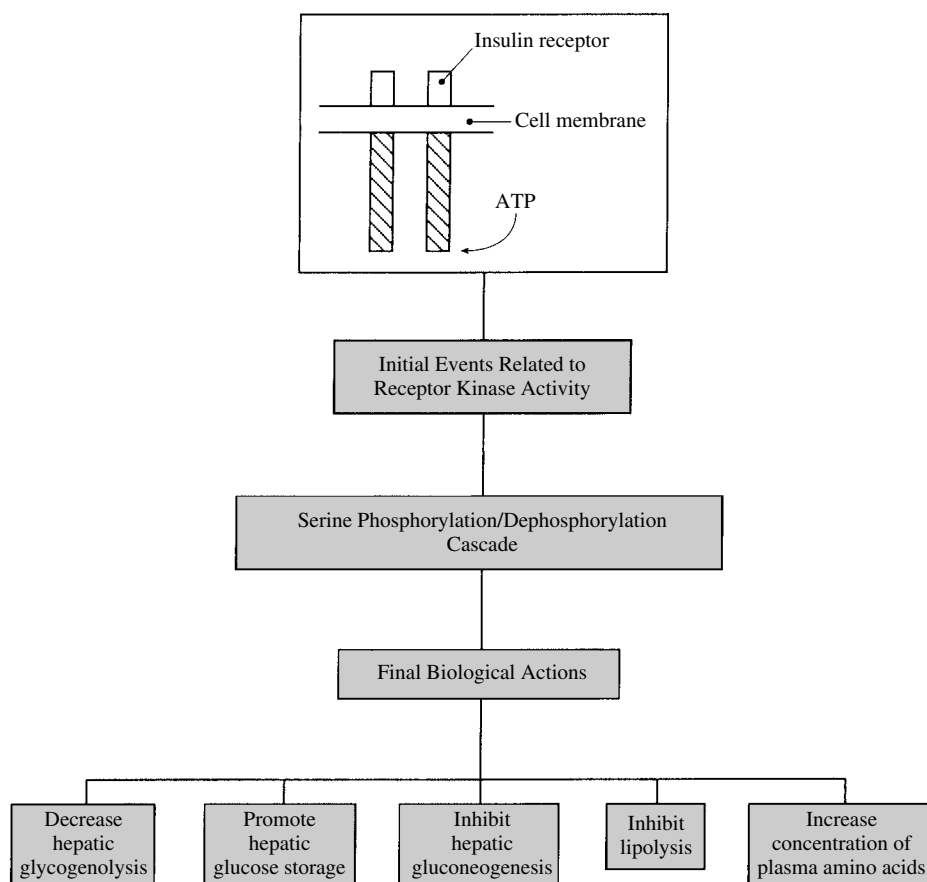 Insulin receptor
Cell membrane
ATP
Initial Events Related to
Receptor Kinase Activity
Serine Phosphorylation/Dephosphorylation
Cascade
Final Biological Actions
Decrease
hepatic
glycogenolysis
Promote
hepatic
glucose storage
Inhibit
hepatic
gluconeogenesis
Inhibit
lipolysis
Increase
concentration of
plasma amino acids